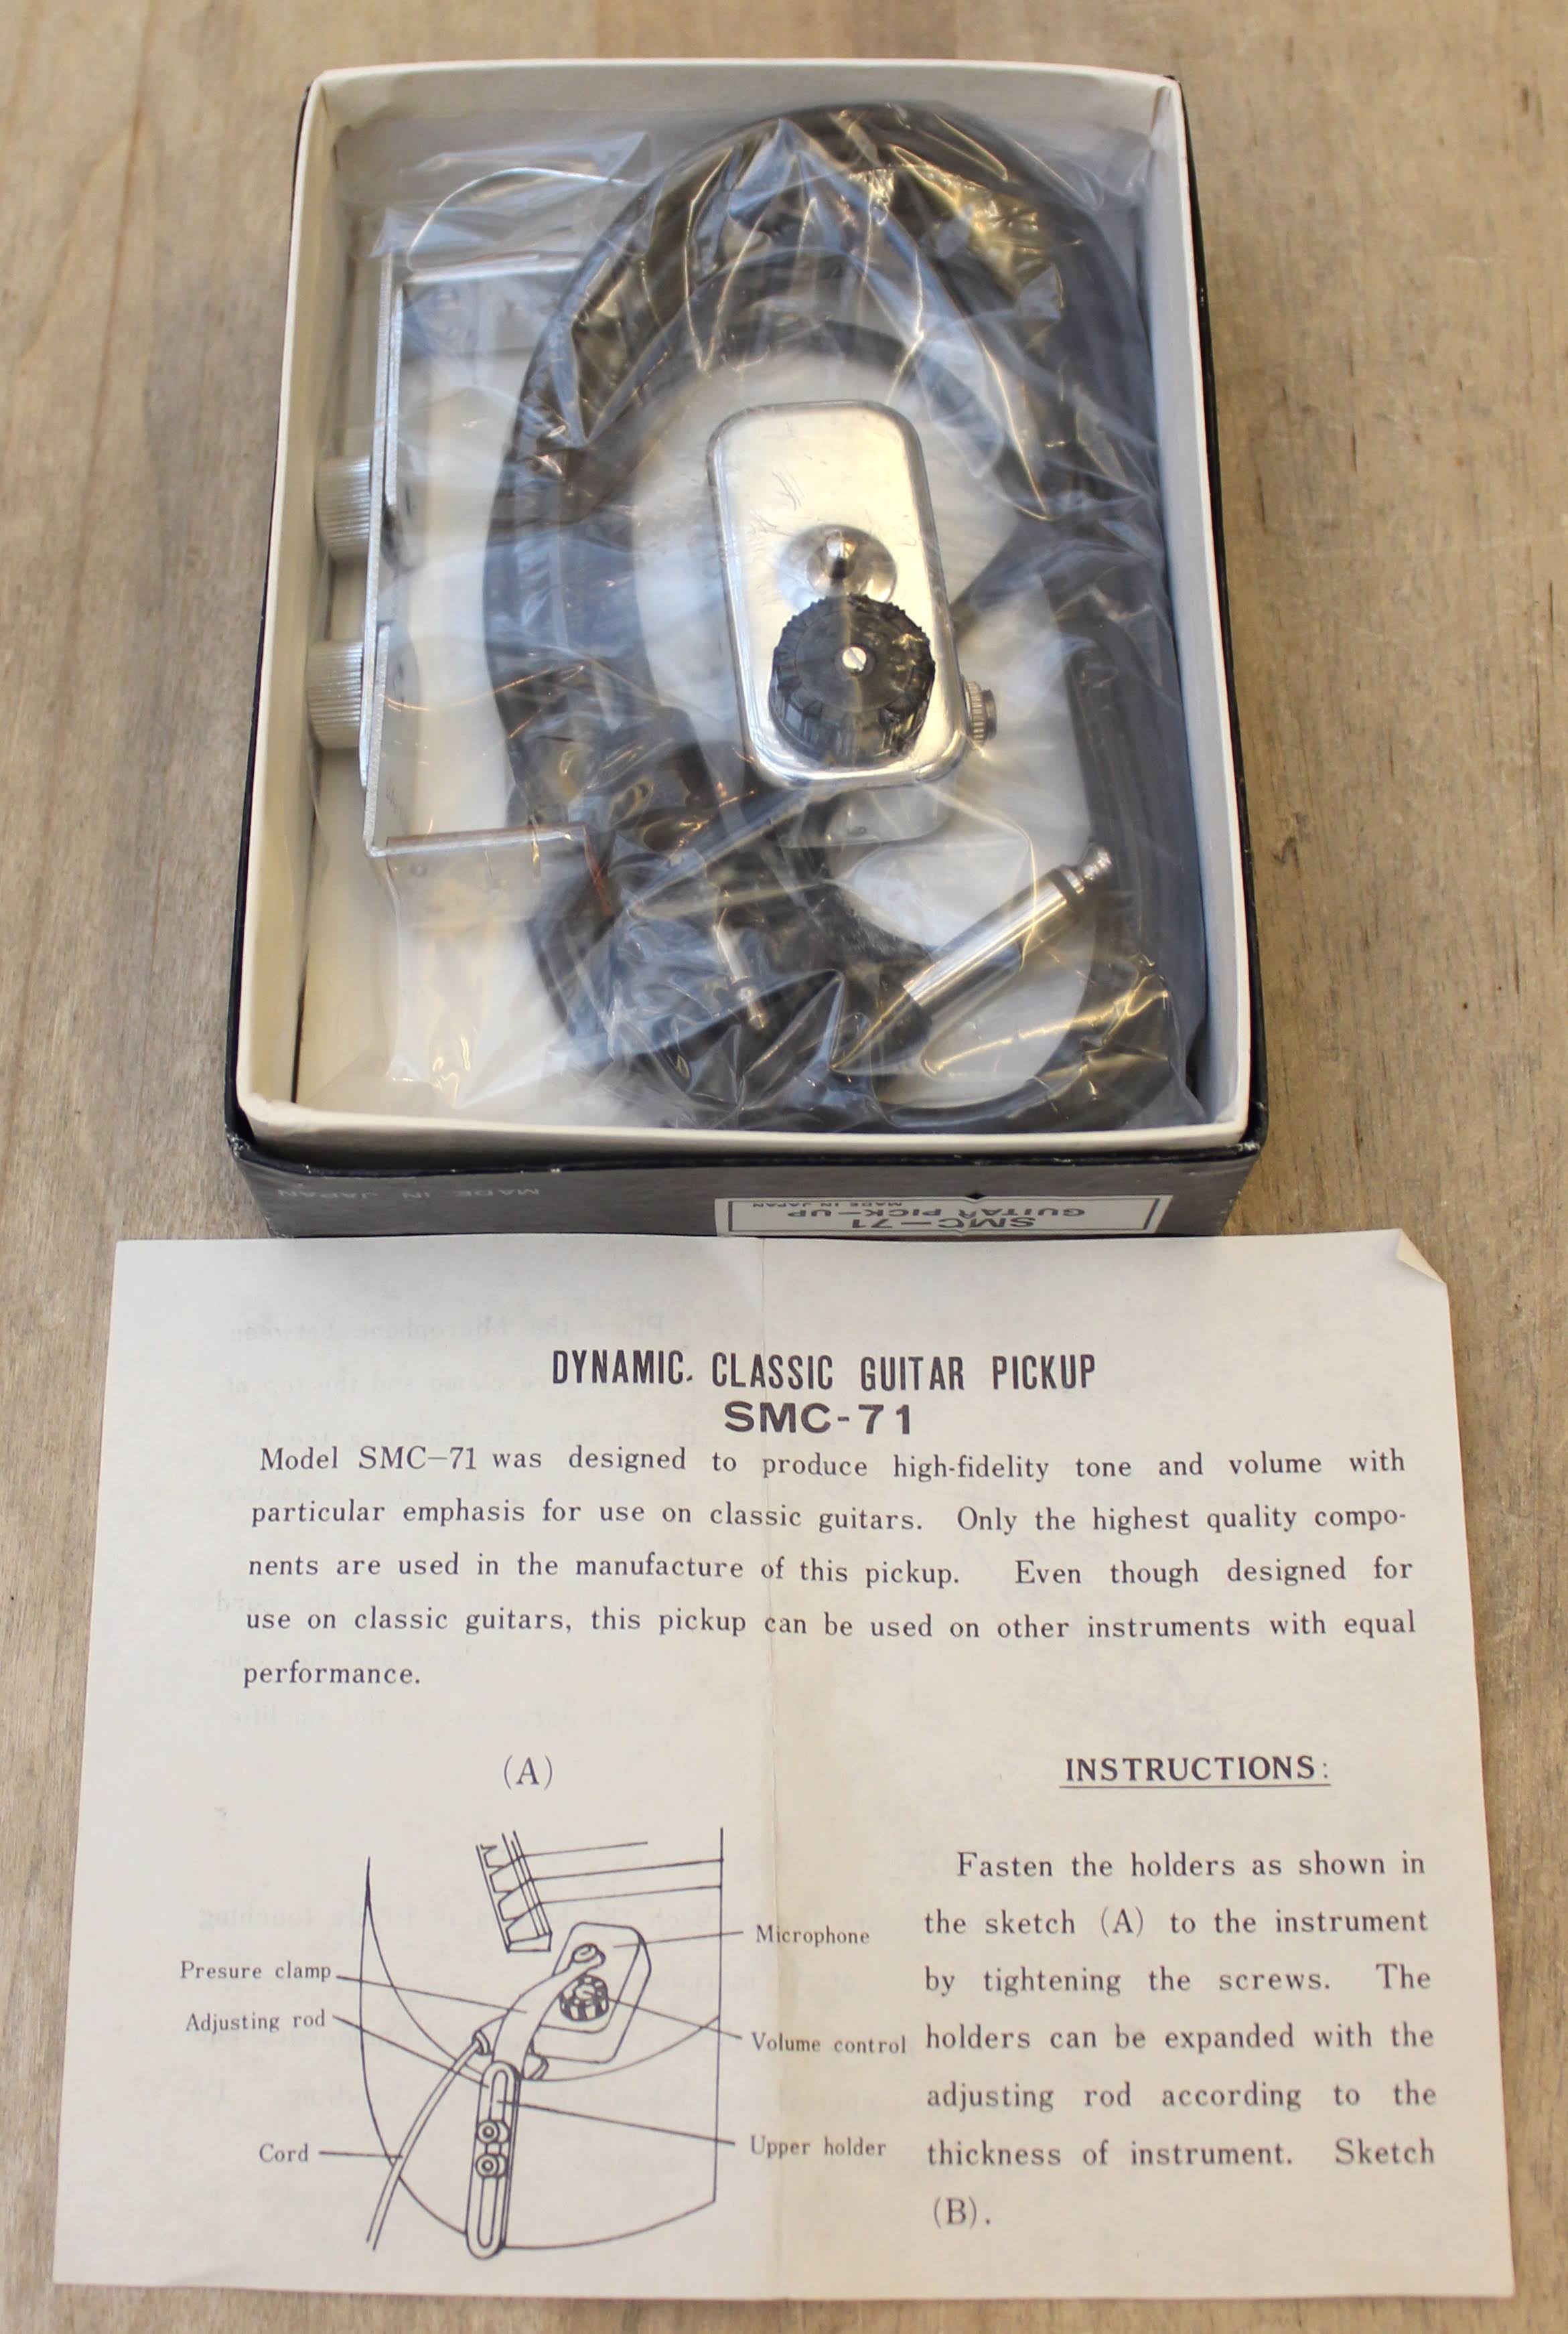 MADE IN JAPAN
SMC-71
GUITAR PICK-UP
MADE IN JAPAN
DYNAMIC. CLASSIC GUITAR PICKUP
SMC-71
Model SMC-71 was designed to produce high-fidelity tone and volume with
particular emphasis for use on classic guitars. Only the highest quality compo-
nents are used in the manufacture of this pickup. Even though designed for
use on classic guitars, this pickup can be used on other instruments with equal
performance.
(A)
Microphone
Presure clamp
Adjusting rod
Volume control
Upper holder
Cord
INSTRUCTIONS:
Fasten the holders as shown in
the sketch (A) to the instrument
by tightening the screws. The
holders can be expanded with the
adjusting rod according to the
thickness of instrument. Sketch
(B).